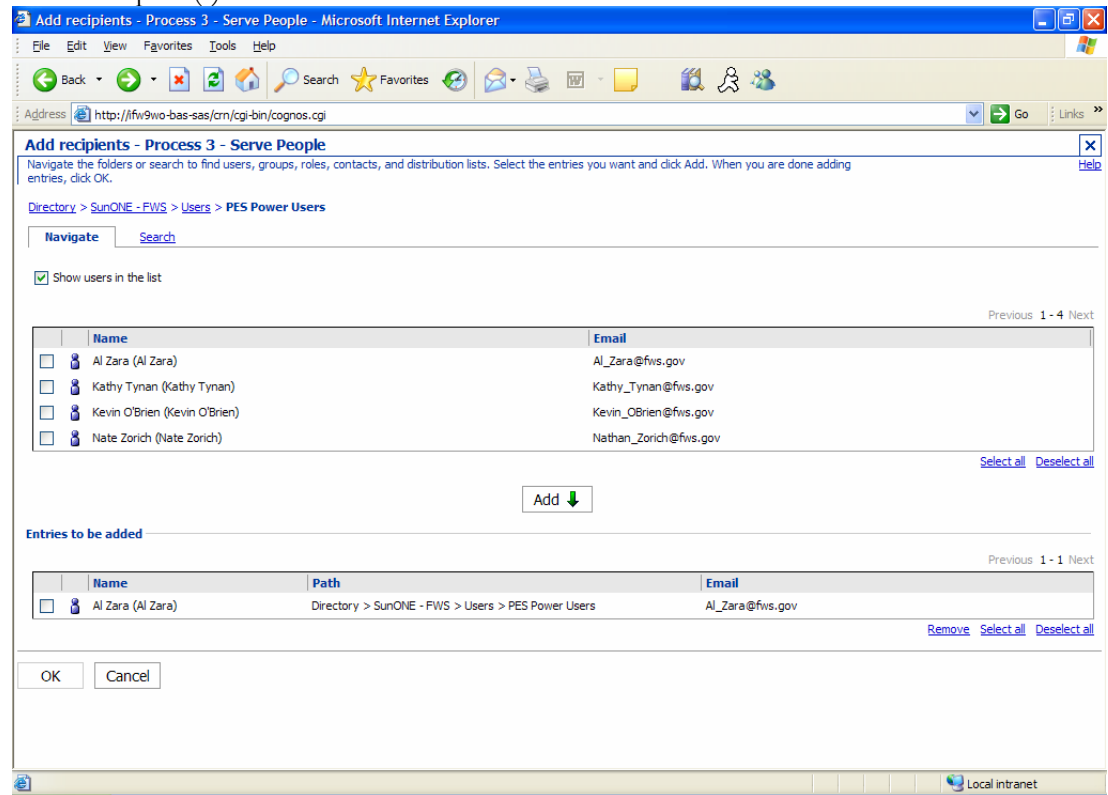 Add recipients - Process 3 - Serve People - Microsoft Internet Explorer
File Edit View Favorites Tools Help
Back Search Favorites
Address http://ifw9wo-bas-sas/crn/cgi-bin/cognos.cgi Go Links »
Add recipients - Process 3 - Serve People
Navigate the folders or search to find users, groups, roles, contacts, and distribution lists. Select the entries you want and click Add. When you are done adding Help
entries, click OK.
Directory > SunONE - FWS > Users > PES Power Users
Navigate Search
Show users in the list
Previous 1 - 4 Next
Name Email
Al Zara (Al Zara) Al_Zara@fws.gov
Kathy Tynan (Kathy Tynan) Kathy_Tynan@fws.gov
Kevin O'Brien (Kevin O'Brien) Kevin_OBrien@fws.gov
Nate Zorich (Nate Zorich) Nathan_Zorich@fws.gov
Select all Deselect all
Add
Entries to be added
Previous 1 - 1 Next
Name Path Email
Al Zara (Al Zara) Directory > SunONE - FWS > Users > PES Power Users Al_Zara@fws.gov
Remove Select all Deselect all
OK Cancel
Local intranet